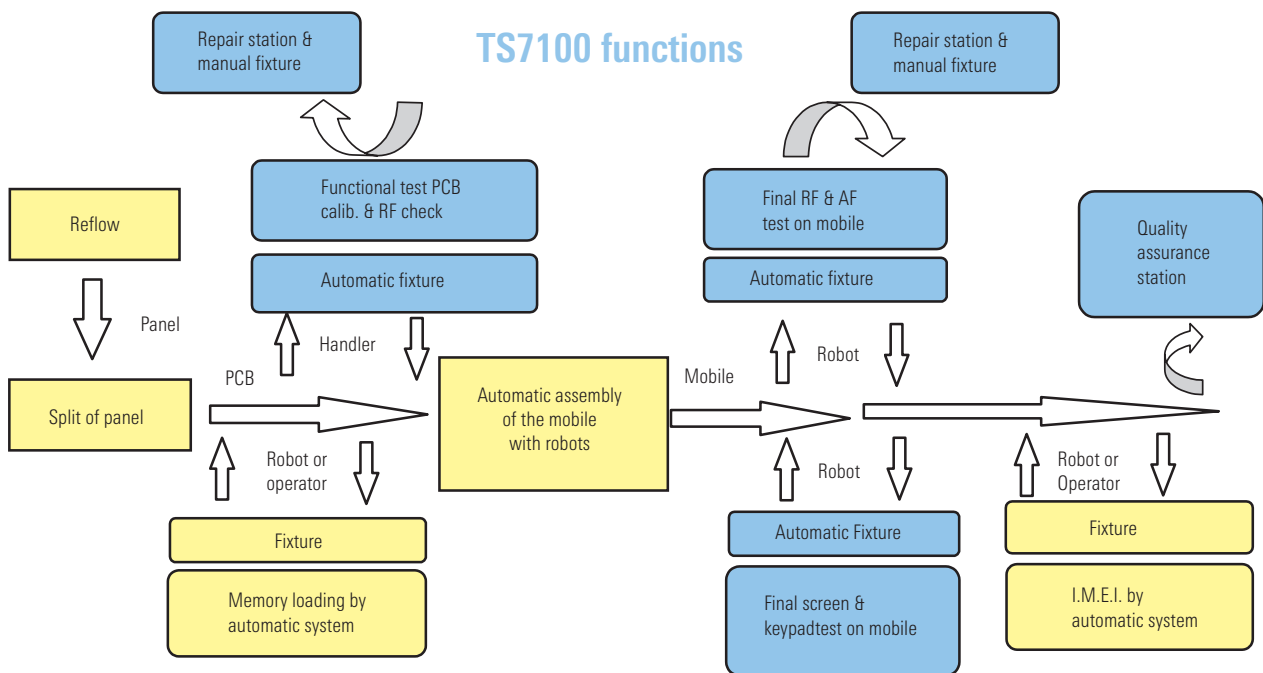 TS7100 functions
Repair station &
manual fixture
Repair station &
manual fixture
Functional test PCB
calib. & RF check
Automatic fixture
Final RF & AF
test on mobile
Automatic fixture
Quality
assurance
station
Reflow
Panel
Handler
Robot
PCB
Mobile
Split of panel
Automatic assembly
of the mobile
with robots
Robot or
operator
Robot
Robot or
Operator
Fixture
Memory loading by
automatic system
Automatic Fixture
Final screen &
keypadtest on mobile
Fixture
I.M.E.I. by
automatic system